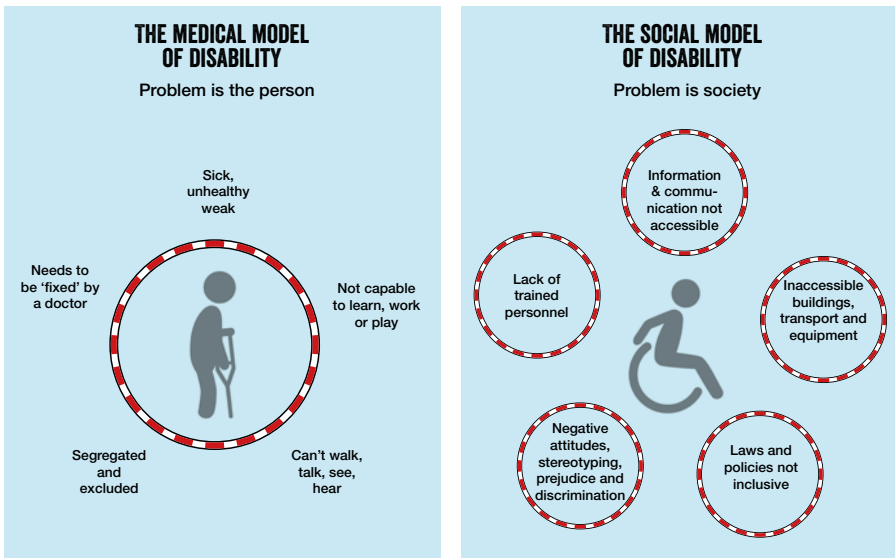 THE MEDICAL MODEL
OF DISABILITY
Problem is the person
Sick,
unhealthy
weak
Needs to
be ‘fixed’ by
a doctor
Not capable
to learn, work
or play
Segregated
and
excluded
Can’t walk,
talk, see,
hear
THE SOCIAL MODEL
OF DISABILITY
Problem is society
Information
& commu-
nication not
accessible
Lack of
trained
personnel
Inaccessible
buildings,
transport and
equipment
Negative
attitudes,
stereotyping,
prejudice and
discrimination
Laws and
policies not
inclusive